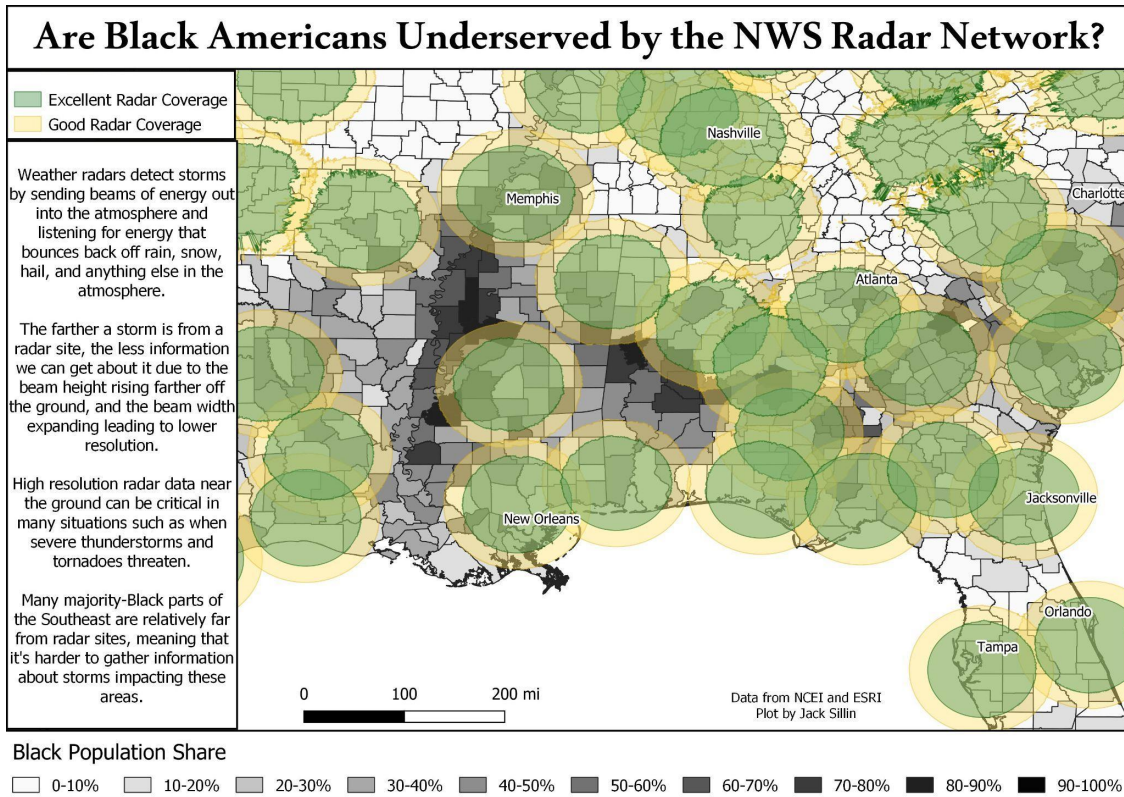 Are Black Americans Underserved by the NWS Radar Network?
Excellent Radar Coverage
Good Radar Coverage
Weather radars detect storms
by sending beams of energy out
into the atmosphere and
listening for energy that
bounces back off rain, snow,
hail, and anything else in the
atmosphere.
The farther a storm is from a
radar site, the less information
we can get about it due to the
beam height rising farther off
the ground, and the beam width
expanding leading to lower
resolution.
High resolution radar data near
the ground can be critical in
many situations such as when
severe thunderstorms and
tornadoes threaten.
Many majority-Black parts of
the Southeast are relatively far
from radar sites, meaning that
it's harder to gather information
about storms impacting these
areas.
Nashville
Memphis
Charlotte
Atlanta
New Orleans
Jacksonville
Orlando
Tampa
0 100 200 mi
Data from NCEI and ESRI
Plot by Jack Sillin
Black Population Share
0-10% 10-20% 20-30% 30-40% 40-50% 50-60% 60-70% 70-80% 80-90% 90-100%